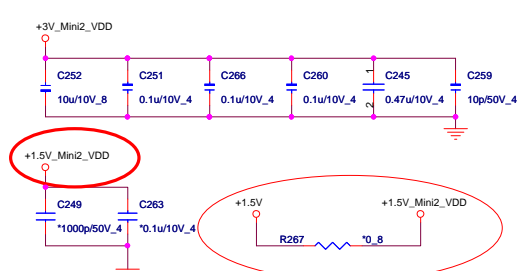 +3V_Mini2_VDD
C252 C251 C266 C260 1 C245 C259
10u/10V_8 0.1u/10V_4 0.1u/10V_4 0.1u/10V_4 2 0.47u/10V_4 10p/50V_4
+1.5V_Mini2_VDD
C249 C263
*1000p/50V_4 *0.1u/10V_4
+1.5V +1.5V_Mini2_VDD
R267 *0_8